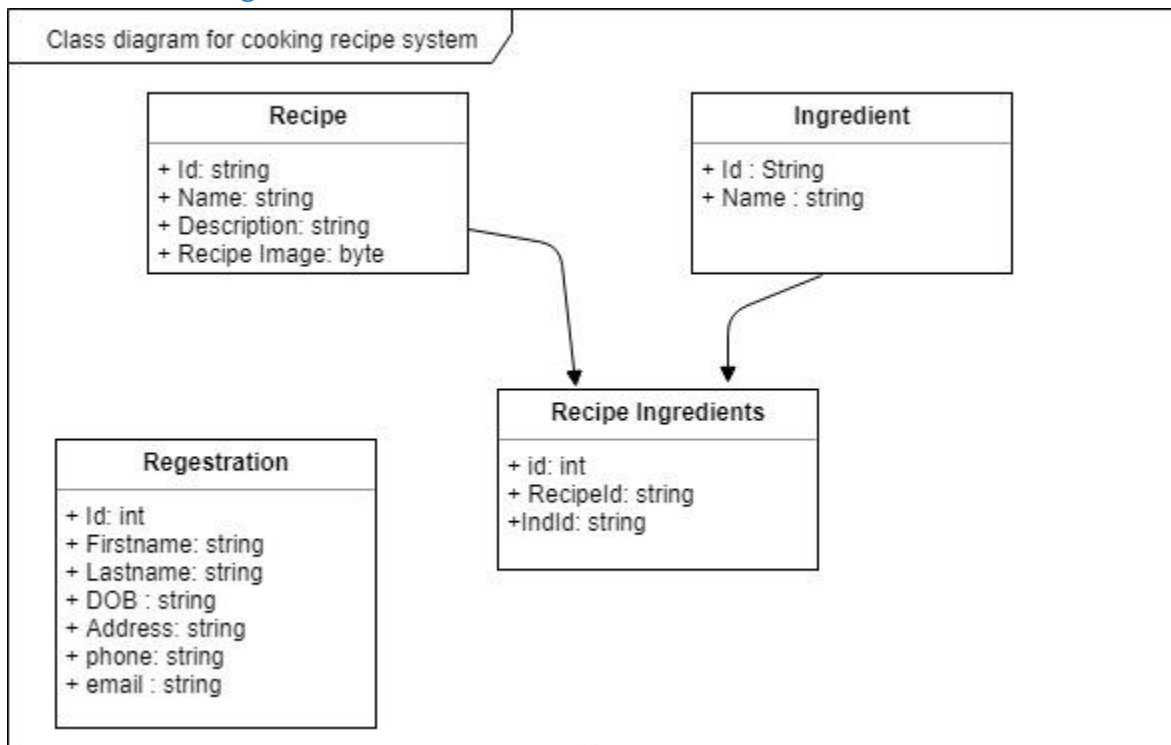 Class diagram for cooking recipe system
Recipe
+ Id: string
+ Name: string
+ Description: string
+ Recipe Image: byte
Ingredient
+ Id : String
+ Name : string
Recipe Ingredients
+ id: int
+ RecipeId: string
+IndId: string
Regestration
+ Id: int
+ Firstname: string
+ Lastname: string
+ DOB : string
+ Address: string
+ phone: string
+ email : string